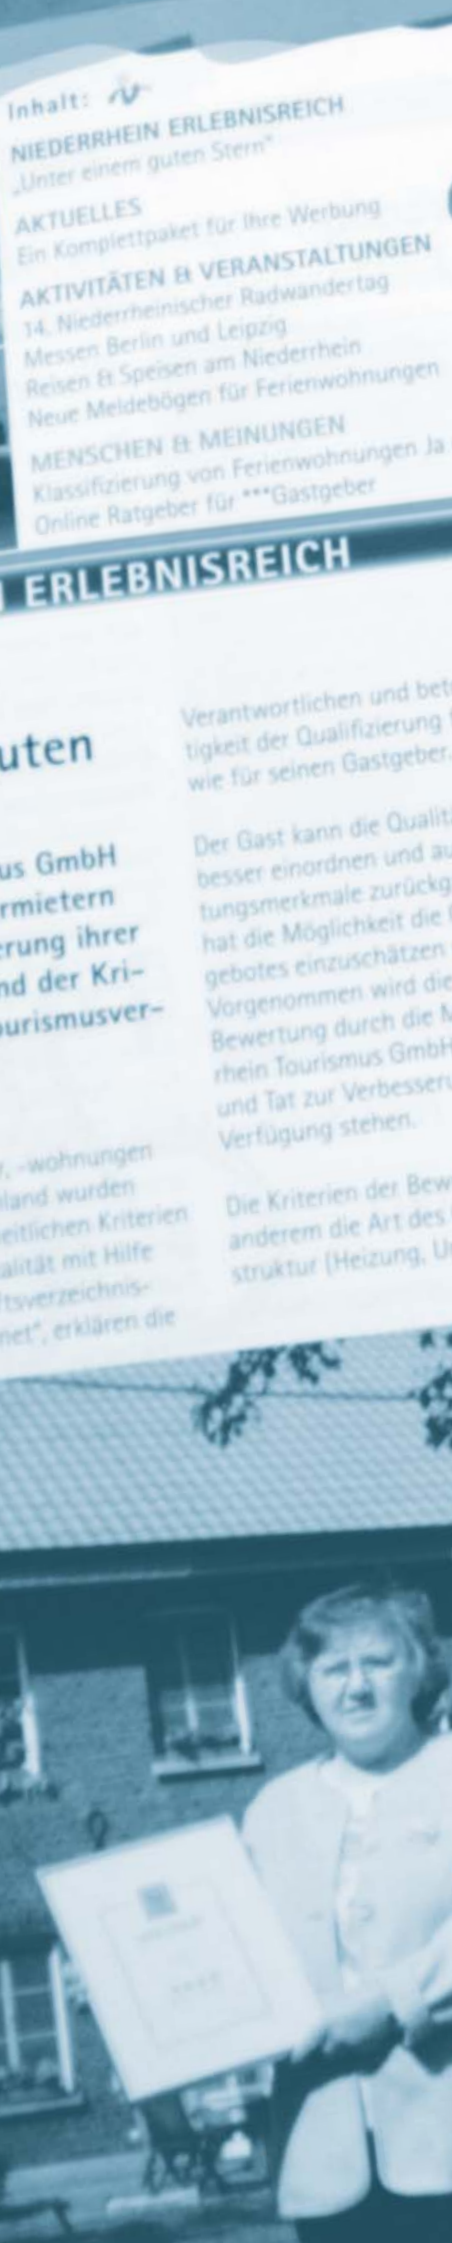 Inhalt:
NIEDERRHEIN ERLEBNISREICH
„Unter einem guten Stern"
AKTUELLES
Ein Komplettpaket für Ihre Werbung
AKTIVITÄTEN & VERANSTALTUNGEN
14. Niederrheinischer Radwandertag
Messen Berlin und Leipzig
Reisen & Speisen am Niederrhein
Neue Meldebögen für Ferienwohnungen
MENSCHEN & MEINUNGEN
Klassifizierung von Ferienwohnungen Ja
Online Ratgeber für ***Gastgeber
ERLEBNISREICH
uten
us GmbH
rmietern
erung ihrer
nd der Kri-
ourismusver-
, -wohnungen
land wurden
eitlichen Kriterien
alität mit Hilfe
ftsverzeichnis-
net", erklären die
Verantwortlichen und bet
tigkeit der Qualifizierung
wie für seinen Gastgeber.
Der Gast kann die Qualit
besser einordnen und au
tungsmerkmale zurückg
hat die Möglichkeit die
gebotes einzuschätzen
Vorgenommen wird die
Bewertung durch die
rhein Tourismus GmbH
und Tat zur Verbesser
Verfügung stehen.
Die Kriterien der Bew
anderem die Art des
struktur (Heizung, U